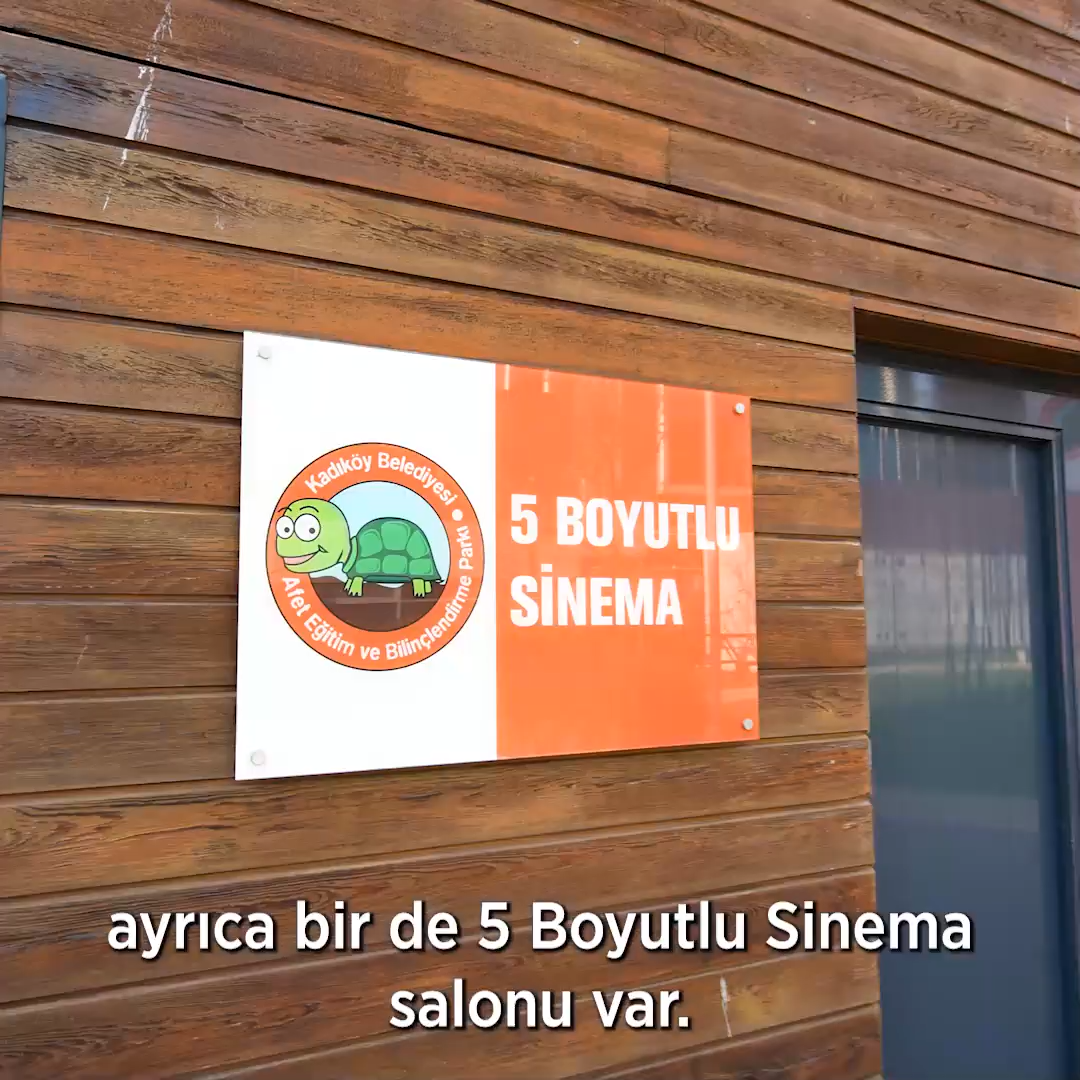 Kadıköy Belediyesi •
Afet Eğitim ve Bilinçlendirme Parkı
5 BOYUTLU
SİNEMA
ayrıca bir de 5 Boyutlu Sinema
salonu var.